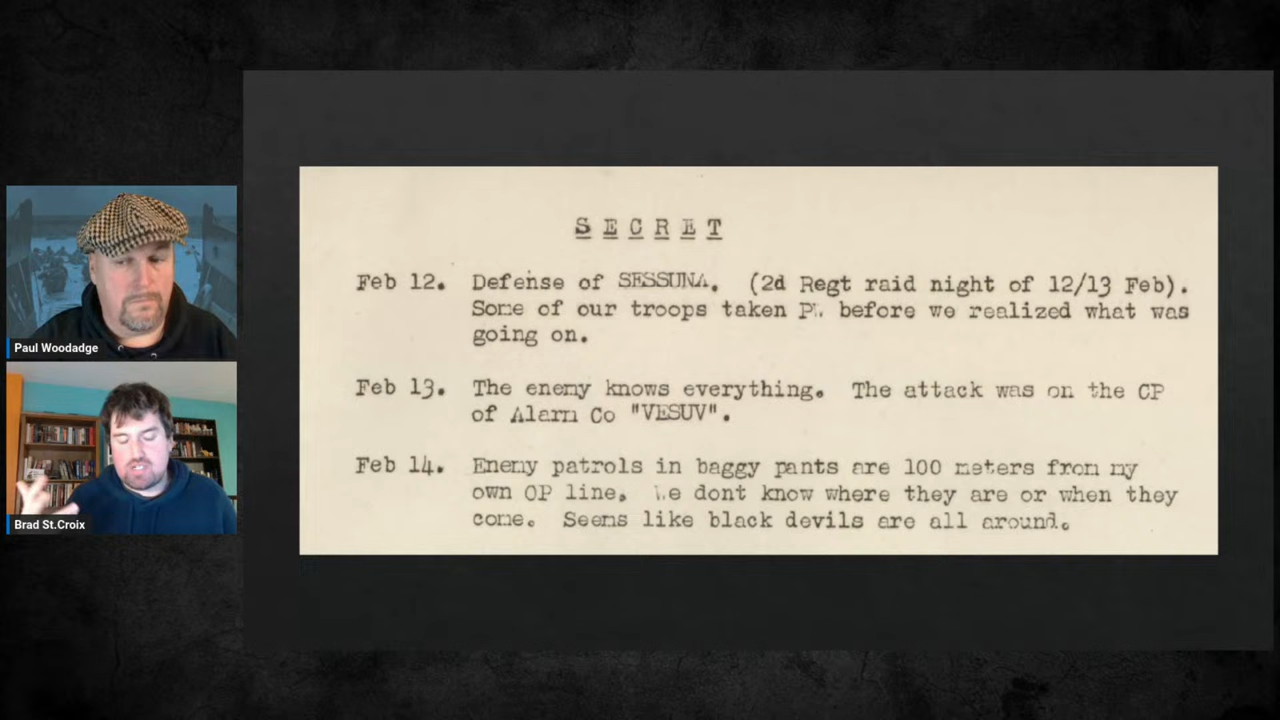 Paul Woodadge
Brad St.Croix
S E C R E T
Feb 12. Defense of SESSUNA. (2d Regt raid night of 12/13 Feb).
Some of our troops taken PW before we realized what was
going on.
Feb 13. The enemy knows everything. The attack was on the CP
of Alarm Co "VESUV".
Feb 14. Enemy patrols in baggy pants are 100 meters from my
own OP line. We dont know where they are or when they
come. Seems like black devils are all around.